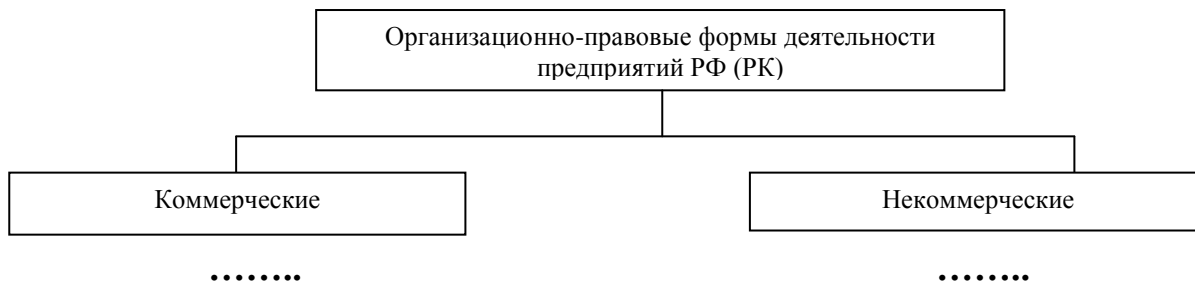 Организационно-правовые формы деятельности
предприятий РФ (РК)
Коммерческие
Некоммерческие
……..
……..